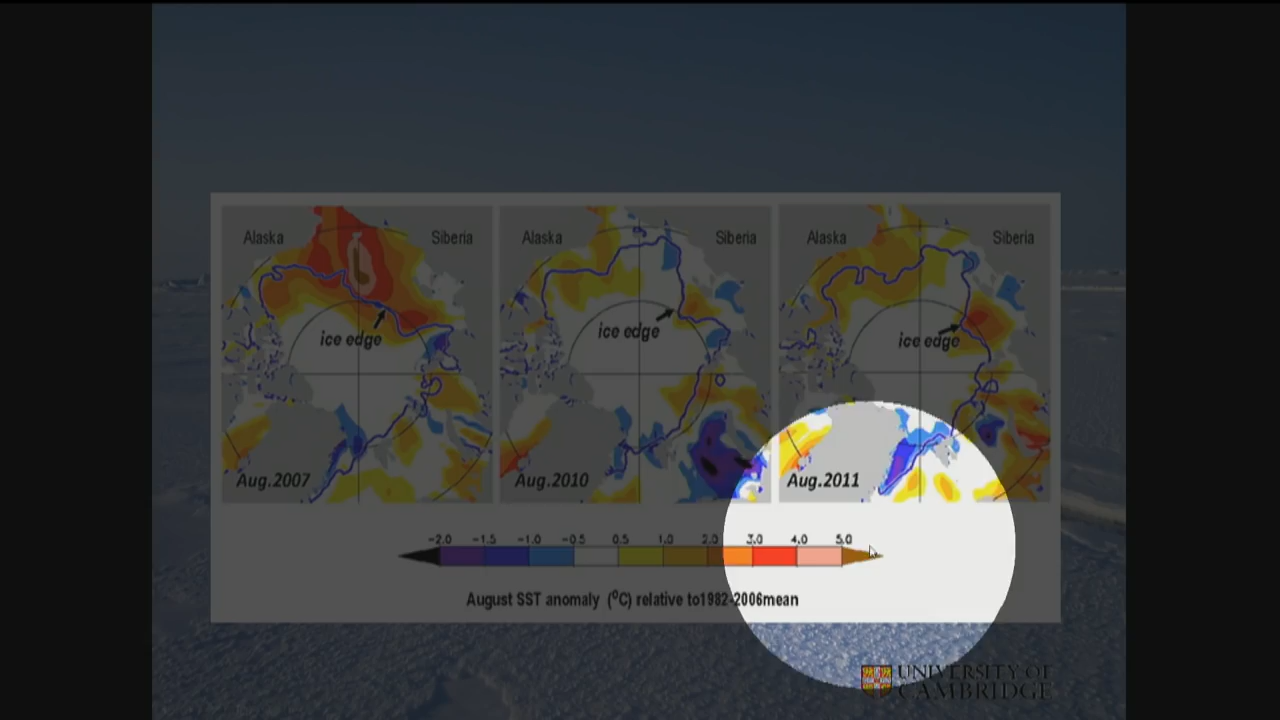 Alaska
Siberia
ice edge
Aug.2007
Alaska
Siberia
ice edge
Aug.2010
Alaska
Siberia
ice edge
Aug.2011
-2.0 -1.5 -1.0 -0.5 0.5 1.0 2.0 3.0 4.0 5.0
August SST anomaly (°C) relative to1982-2006mean
UNIVERSITY OF
CAMBRIDGE